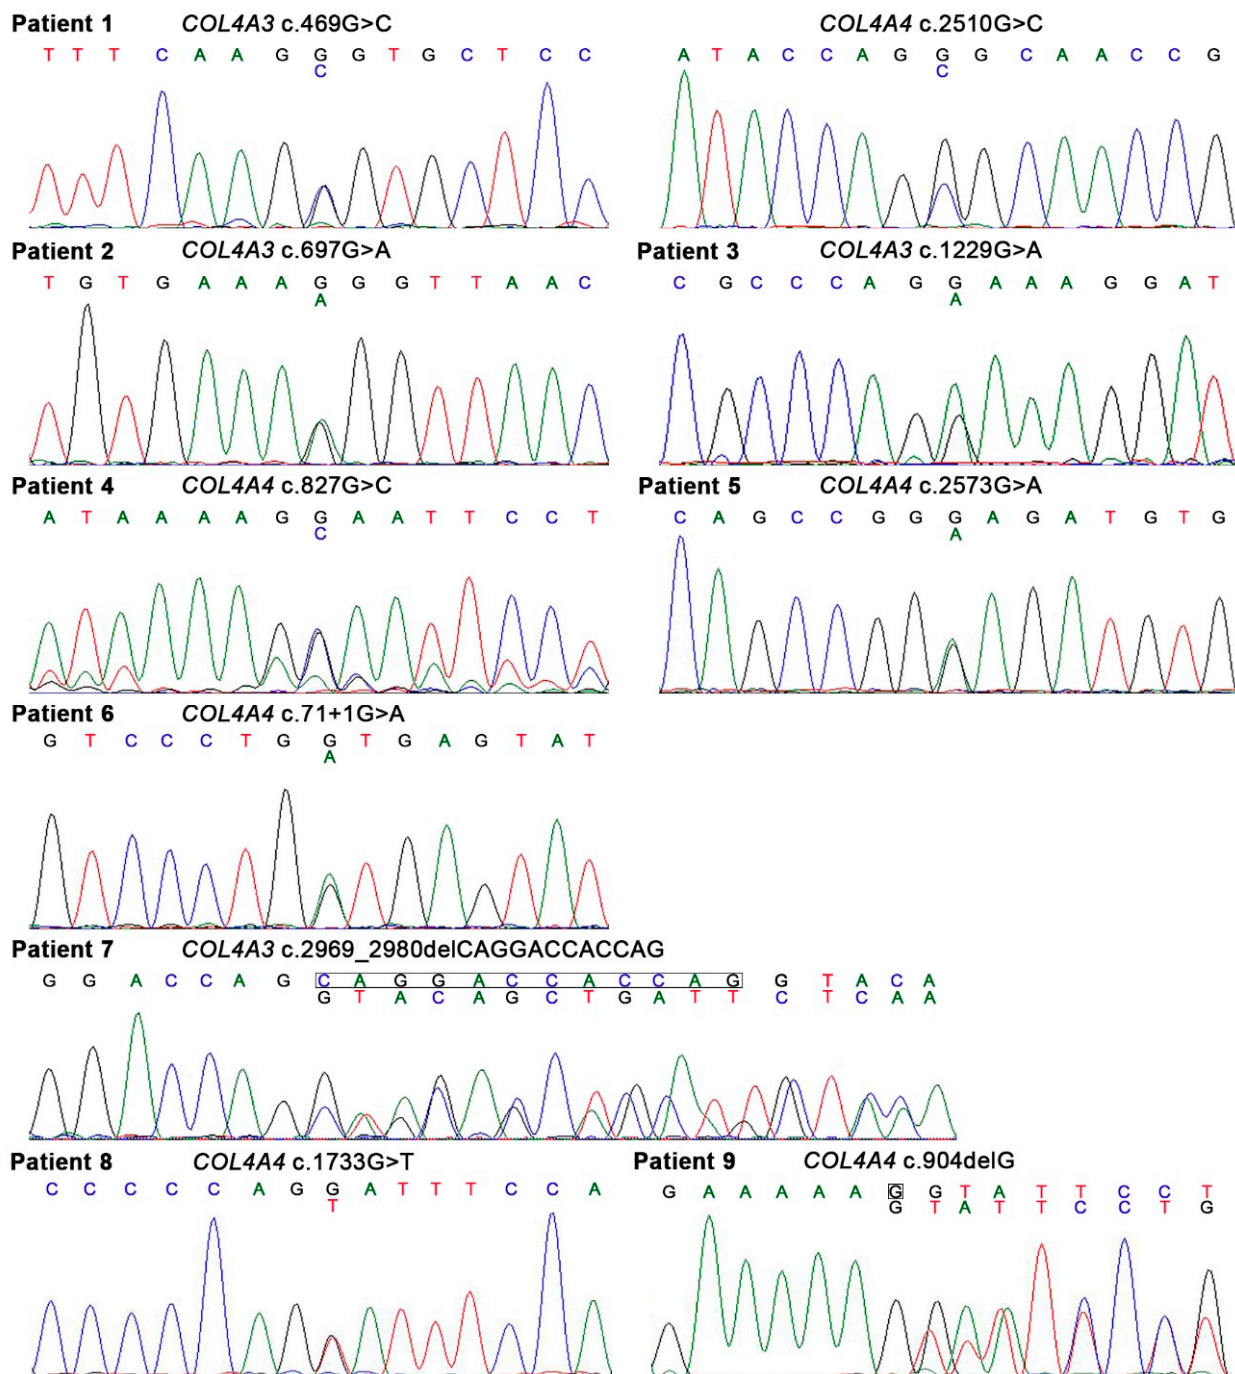 Patient 1 COL4A3 c.469G>C COL4A4 c.2510G>C
T T T C A A G G G T G C T C C A T A C C A G G G C A A C C G
C C
Patient 2 COL4A3 c.697G>A Patient 3 COL4A3 c.1229G>A
T G T G A A A G G G T T A A C C G C C C A G G A A A G G A T
A A
Patient 4 COL4A4 c.827G>C Patient 5 COL4A4 c.2573G>A
A T A A A A G G A A T T C C T C A G C C G G G A G A T G T G
C A
Patient 6 COL4A4 c.71+1G>A
G T C C C T G G T G A G T A T
A
Patient 7 COL4A3 c.2969_2980delCAGGACCACCAG
G G A C C A G C A G G A C C A C C A G G T A C A
G T A C A G C T G A T T C T C A A
Patient 8 COL4A4 c.1733G>T Patient 9 COL4A4 c.904delG
C C C C C A G G A T T T C C A G A A A A A G G T A T T C C T
T G T A T T C C T G